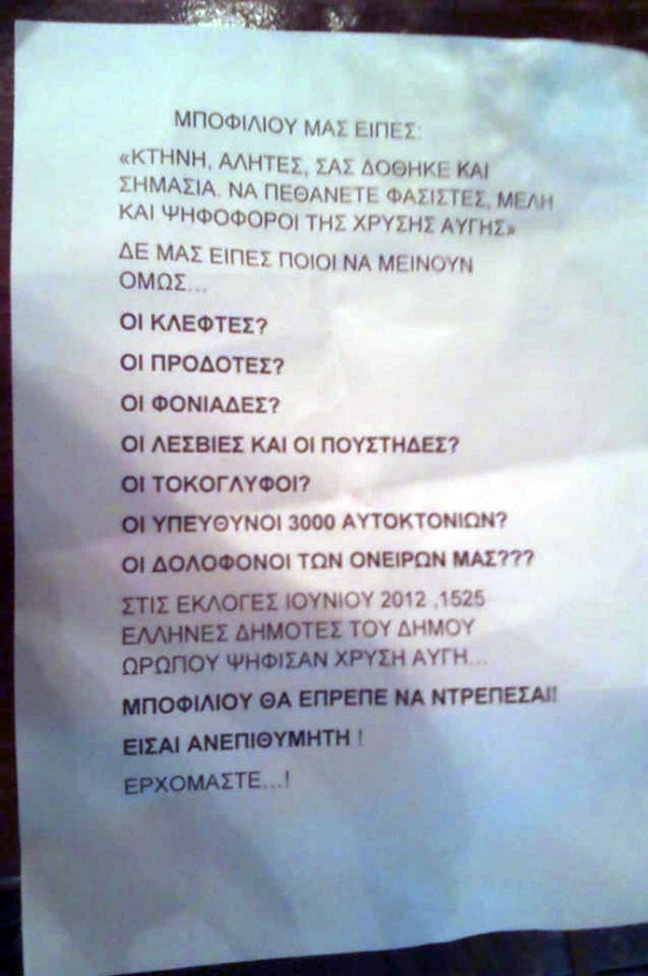 ΜΠΟΦΙΛΙΟΥ ΜΑΣ ΕΙΠΕΣ:
«ΚΤΗΝΗ, ΑΛΗΤΕΣ, ΣΑΣ ΔΟΘΗΚΕ ΚΑΙ
ΣΗΜΑΣΙΑ. ΝΑ ΠΕΘΑΝΕΤΕ ΦΑΣΙΣΤΕΣ, ΜΕΛΗ
ΚΑΙ ΨΗΦΟΦΟΡΟΙ ΤΗΣ ΧΡΥΣΗΣ ΑΥΓΗΣ»
ΔΕ ΜΑΣ ΕΙΠΕΣ ΠΟΙΟΙ ΝΑ ΜΕΙΝΟΥΝ
ΟΜΩΣ...
ΟΙ ΚΛΕΦΤΕΣ?
ΟΙ ΠΡΟΔΟΤΕΣ?
ΟΙ ΦΟΝΙΑΔΕΣ?
ΟΙ ΛΕΣΒΙΕΣ ΚΑΙ ΟΙ ΠΟΥΣΤΗΔΕΣ?
ΟΙ ΤΟΚΟΓΛΥΦΟΙ?
ΟΙ ΥΠΕΥΘΥΝΟΙ 3000 ΑΥΤΟΚΤΟΝΙΩΝ?
ΟΙ ΔΟΛΟΦΟΝΟΙ ΤΩΝ ΟΝΕΙΡΩΝ ΜΑΣ???
ΣΤΙΣ ΕΚΛΟΓΕΣ ΙΟΥΝΙΟΥ 2012 ,1525
ΕΛΛΗΝΕΣ ΔΗΜΟΤΕΣ ΤΟΥ ΔΗΜΟΥ
ΩΡΩΠΟΥ ΨΗΦΙΣΑΝ ΧΡΥΣΗ ΑΥΓΗ...
ΜΠΟΦΙΛΙΟΥ ΘΑ ΕΠΡΕΠΕ ΝΑ ΝΤΡΕΠΕΣΑΙ!
ΕΙΣΑΙ ΑΝΕΠΙΘΥΜΗΤΗ !
ΕΡΧΟΜΑΣΤΕ...!